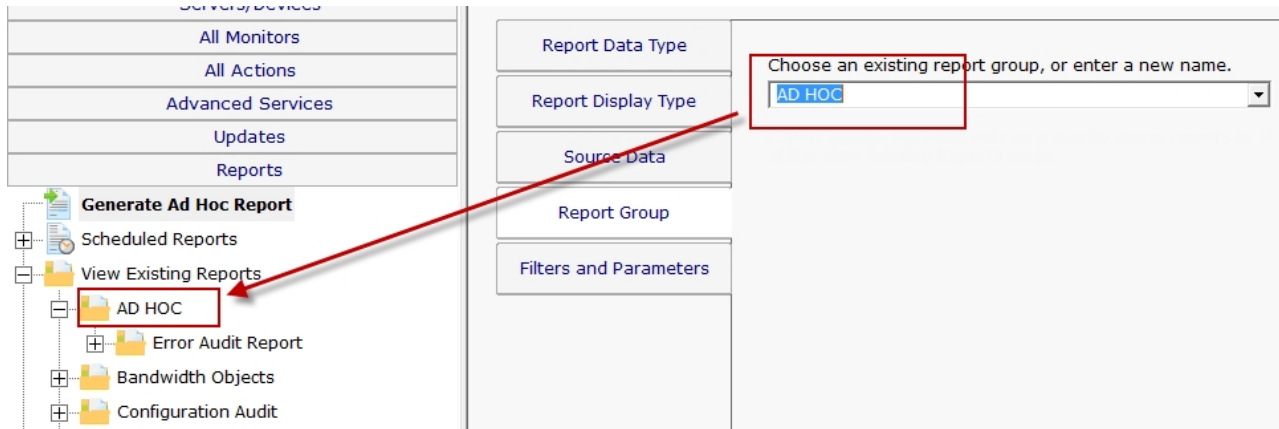 Servers/Devices
All Monitors
All Actions
Advanced Services
Updates
Reports
Generate Ad Hoc Report
Scheduled Reports
View Existing Reports
AD HOC
Error Audit Report
Bandwidth Objects
Configuration Audit
Report Data Type
Report Display Type
Source Data
Report Group
Filters and Parameters
Choose an existing report group, or enter a new name.
AD HOC